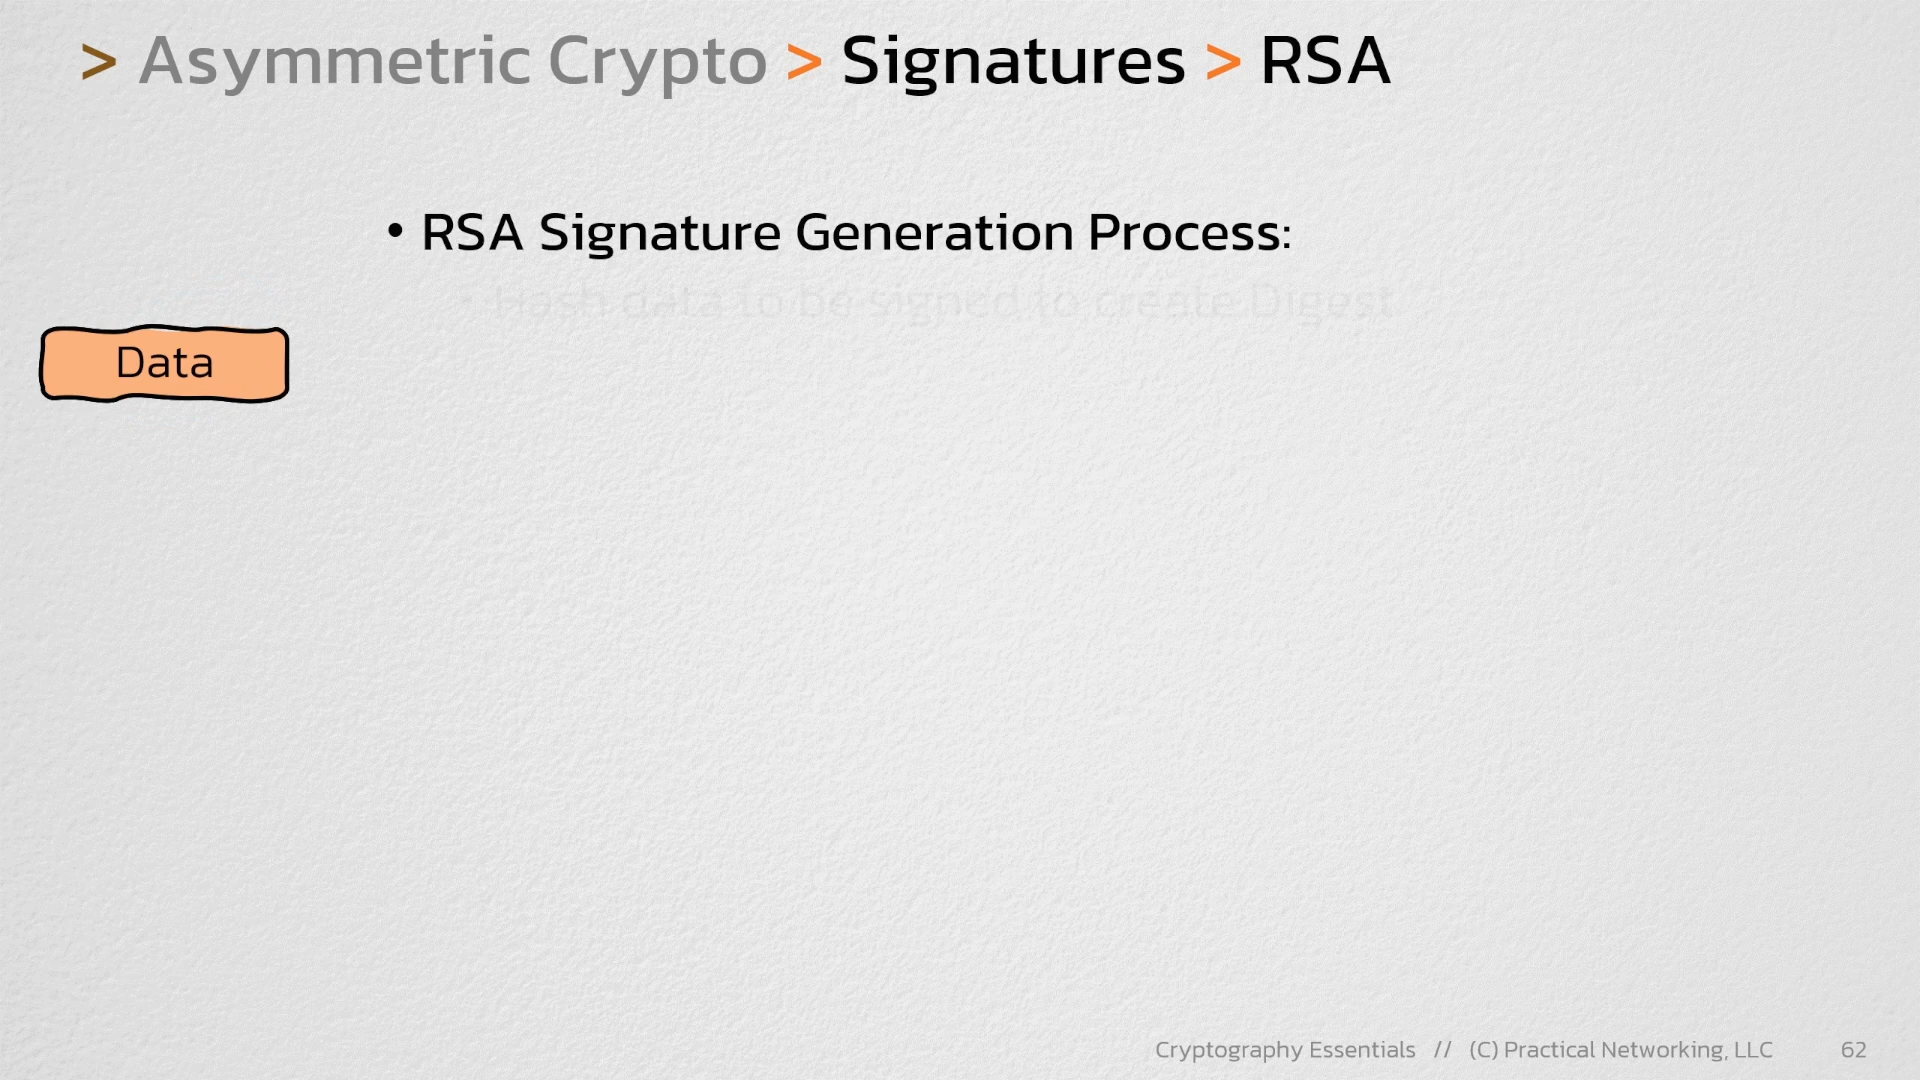 > Asymmetric Crypto > Signatures > RSA
• RSA Signature Generation Process:
• Hash data to be signed to create Digest
Data
Cryptography Essentials // (C) Practical Networking, LLC 62